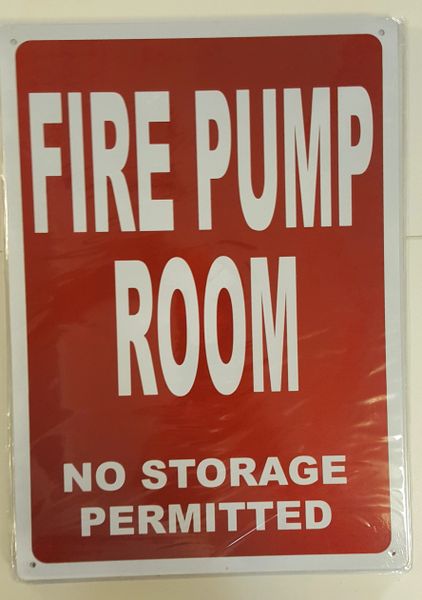 FIRE PUMP
ROOM
NO STORAGE
PERMITTED